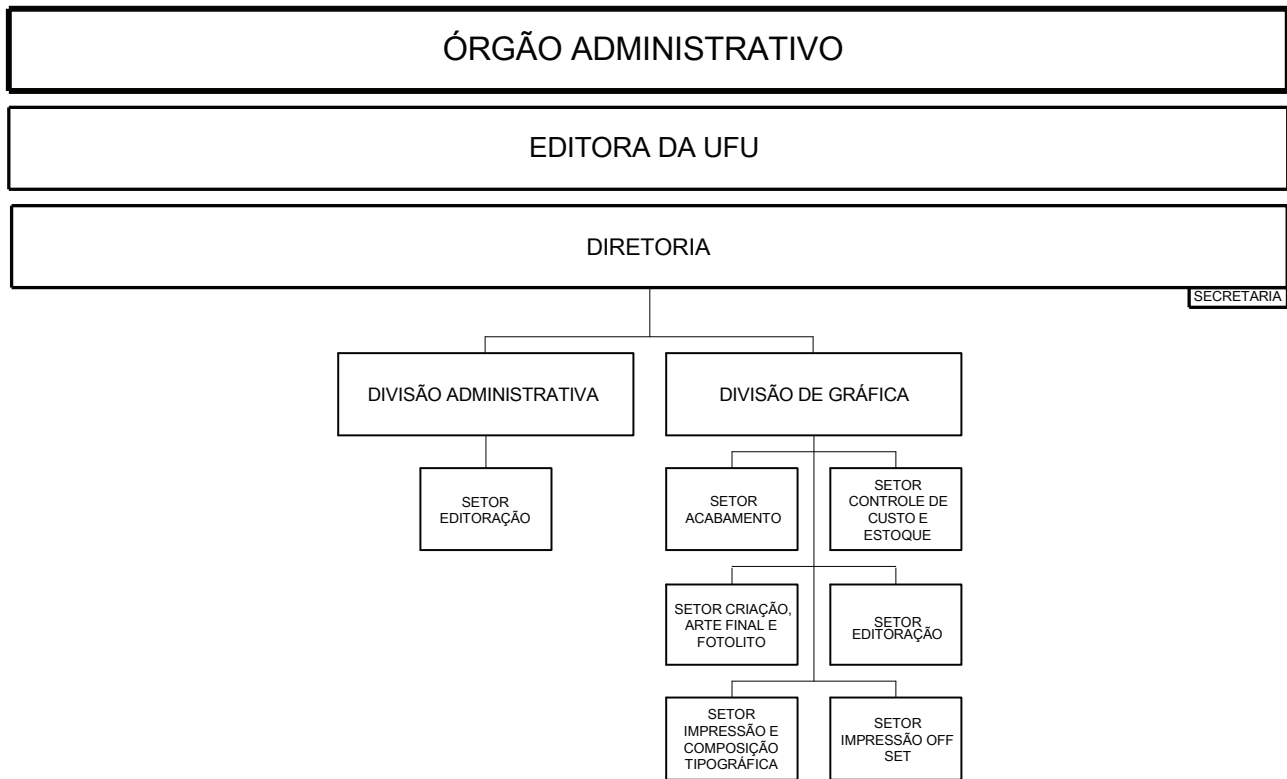 ÓRGÃO ADMINISTRATIVO
EDITORA DA UFU
DIRETORIA
SECRETARIA
DIVISÃO ADMINISTRATIVA
DIVISÃO DE GRÁFICA
SETOR
EDITORAÇÃO
SETOR
ACABAMENTO
SETOR
CONTROLE DE
CUSTO E
ESTOQUE
SETOR CRIAÇÃO,
ARTE FINAL E
FOTOLITO
SETOR
EDITORAÇÃO
SETOR
IMPRESSÃO E
COMPOSIÇÃO
TIPOGRÁFICA
SETOR
IMPRESSÃO OFF
SET